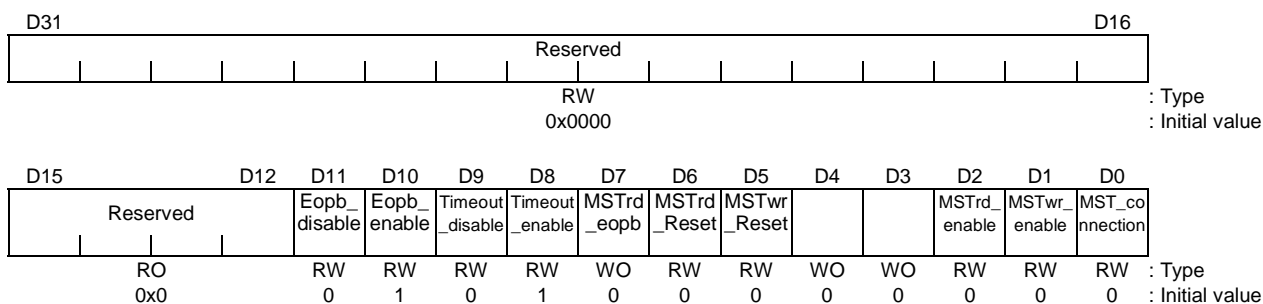 D31 D16
Reserved
RW : Type
0x0000 : Initial value
D15 D12 D11 D10 D9 D8 D7 D6 D5 D4 D3 D2 D1 D0
Reserved Eopb_ Eopb_ Timeout Timeout MSTrd MSTrd MSTwr MSTrd_ MSTwr_ MST_co
disable enable _disable _enable _eopb _Reset _Reset enable enable nnection
RO RW RW RW RW WO RW RW WO WO RW RW RW : Type
0x0 0 1 0 1 0 0 0 0 0 0 0 0 : Initial value